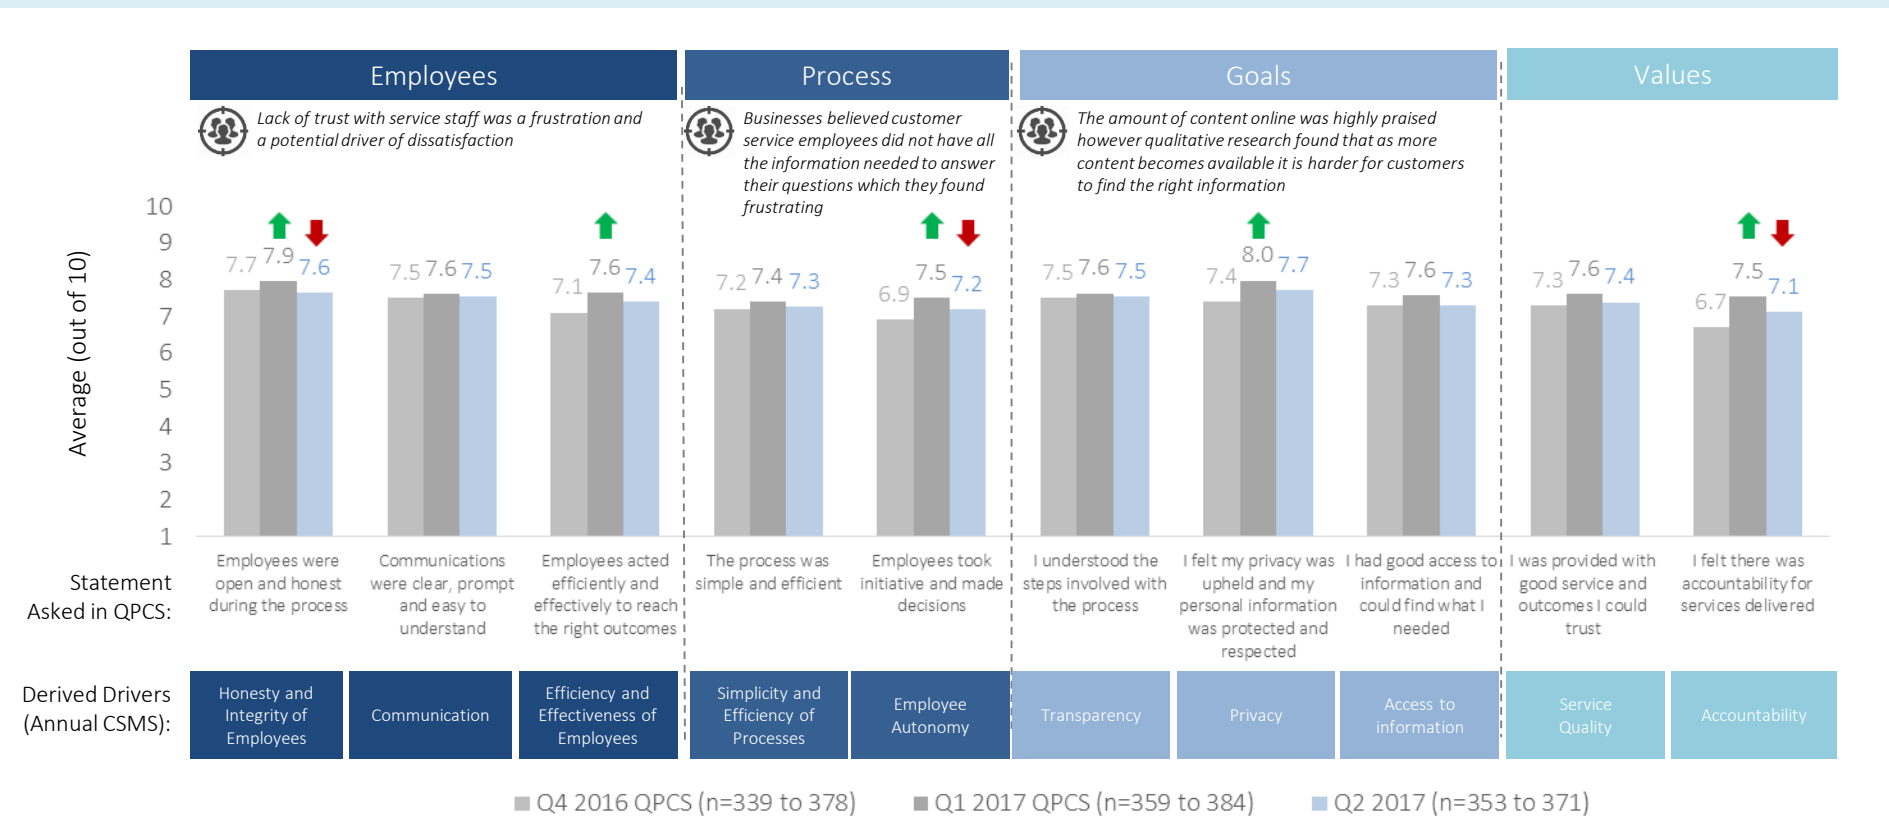 Employees
Process
Goals
Values
Lack of trust with service staff was a frustration and
a potential driver of dissatisfaction
Businesses believed customer
service employees did not have all
the information needed to answer
their questions which they found
frustrating
The amount of content online was highly praised
however qualitative research found that as more
content becomes available it is harder for customers
to find the right information
Average (out of 10)
10
9
8
7
6
5
4
3
2
1
7.7 7.9 7.6
7.5 7.6 7.5
7.1 7.6 7.4
7.2 7.4 7.3
6.9 7.5 7.2
7.5 7.6 7.5
7.4 8.0 7.7
7.3 7.6 7.3
7.3 7.6 7.4
6.7 7.5 7.1
Statement
Asked in QPCS:
Employees were
open and honest
during the process
Communications
were clear, prompt
and easy to
understand
Employees acted
efficiently and
effectively to reach
the right outcomes
The process was
simple and efficient
Employees took
initiative and made
decisions
I understood the
steps involved with
the process
I felt my privacy was
upheld and my
personal information
was protected and
respected
I had good access to
information and
could find what I
needed
I was provided with
good service and
outcomes I could
trust
I felt there was
accountability for
services delivered
Derived Drivers
(Annual CSMS):
Honesty and
Integrity of
Employees
Communication
Efficiency and
Effectiveness of
Employees
Simplicity and
Efficiency of
Processes
Employee
Autonomy
Transparency
Privacy
Access to
information
Service
Quality
Accountability
Q4 2016 QPCS (n=339 to 378)
Q1 2017 QPCS (n=359 to 384)
Q2 2017 (n=353 to 371)